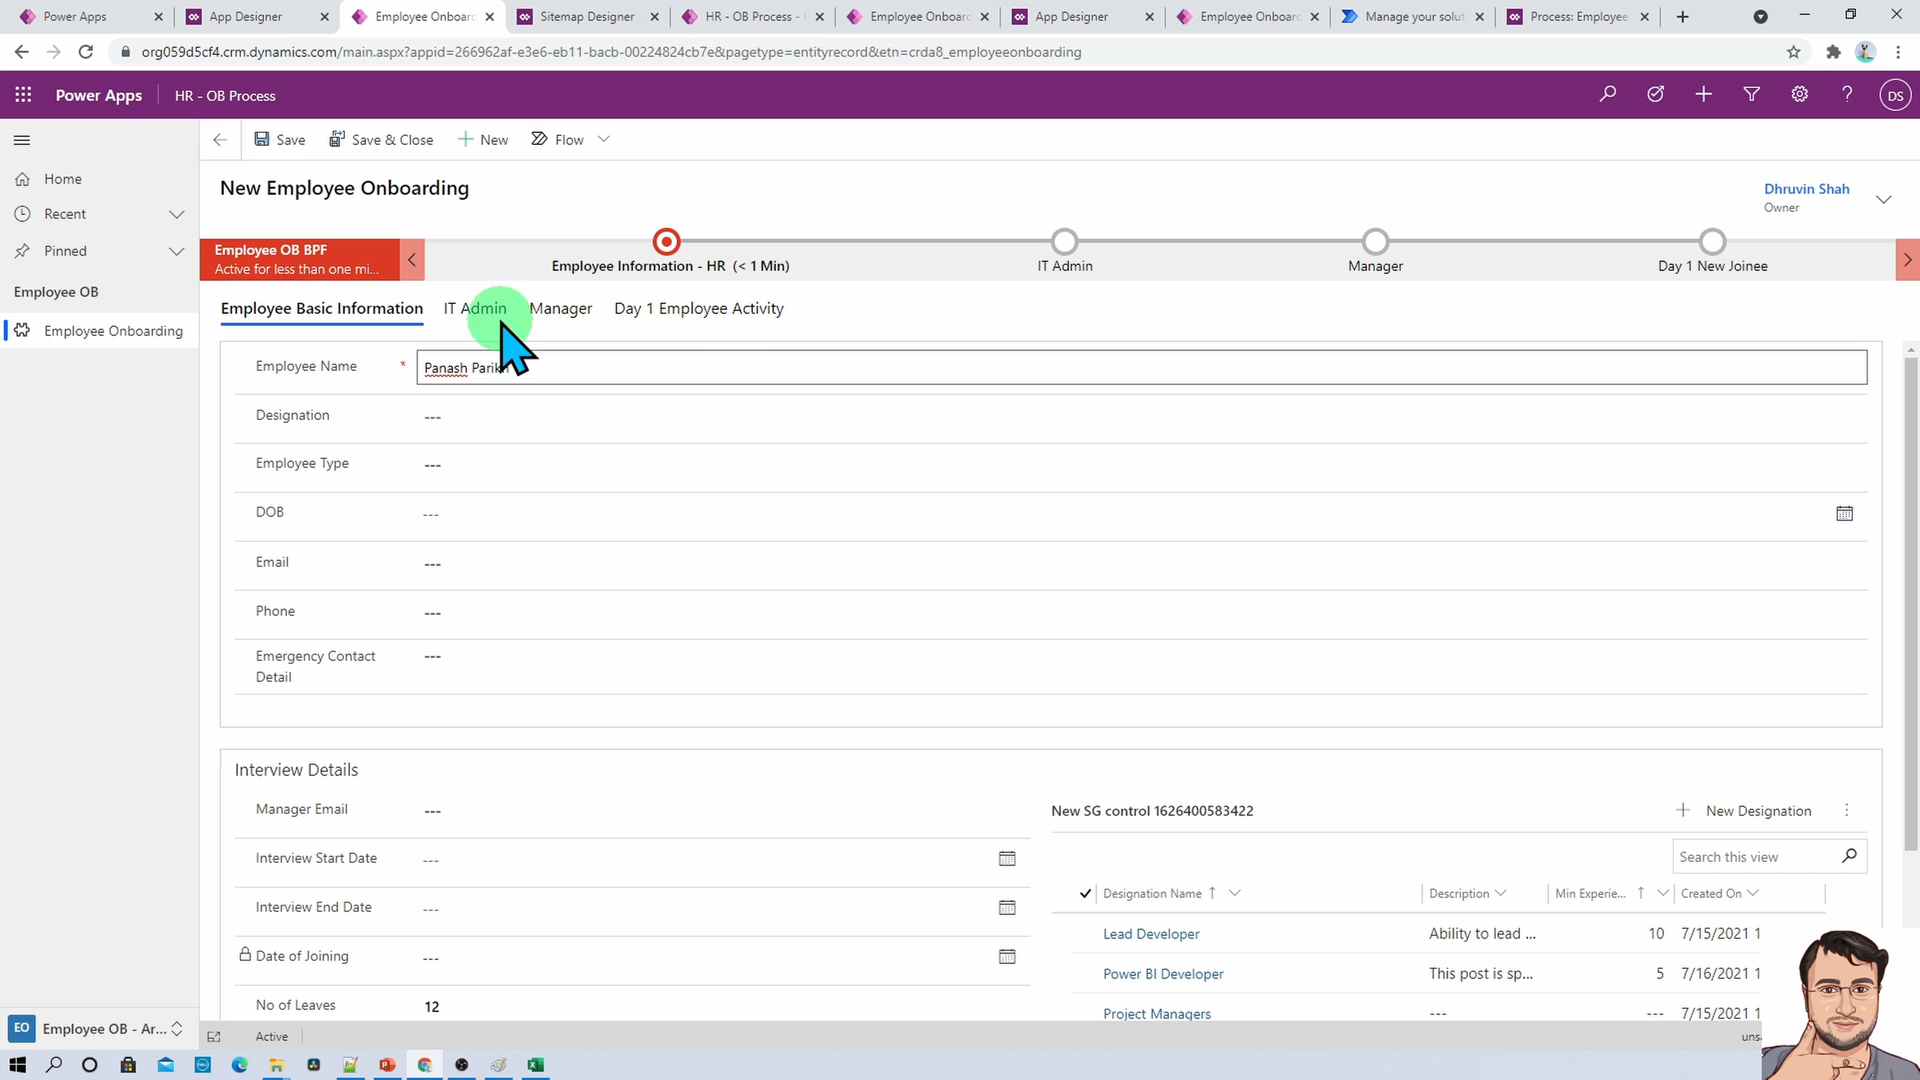 Power Apps
App Designer
Employee Onboar
Sitemap Designer
HR - OB Process -
Employee Onboar
App Designer
Employee Onboar
Manage your solut
Process: Employee
org059d5cf4.crm.dynamics.com/main.aspx?appid=266962af-e3e6-eb11-bacb-00224824cb7e&pagetype=entityrecord&etn=crda8_employeeonboarding
Power Apps
HR - OB Process
DS
Save
Save & Close
New
Flow
Home
Recent
Pinned
Employee OB
Employee Onboarding
New Employee Onboarding
Dhruvin Shah
Owner
Employee OB BPF
Active for less than one mi...
Employee Information - HR (< 1 Min)
IT Admin
Manager
Day 1 New Joinee
Employee Basic Information
IT Admin
Manager
Day 1 Employee Activity
Employee Name *
Panash Parikh
Designation
---
Employee Type
---
DOB
---
Email
---
Phone
---
Emergency Contact
Detail
---
Interview Details
Manager Email
---
Interview Start Date
---
Interview End Date
---
Date of Joining
---
No of Leaves
12
New SG control 1626400583422
New Designation
Search this view
Designation Name
Description
Min Experie...
Created On
Lead Developer
Ability to lead ...
10
7/15/2021 1
Power BI Developer
This post is sp...
5
7/16/2021 1
Project Managers
---
---
7/15/2021 1
EO
Employee OB - Ar...
Active
unsa